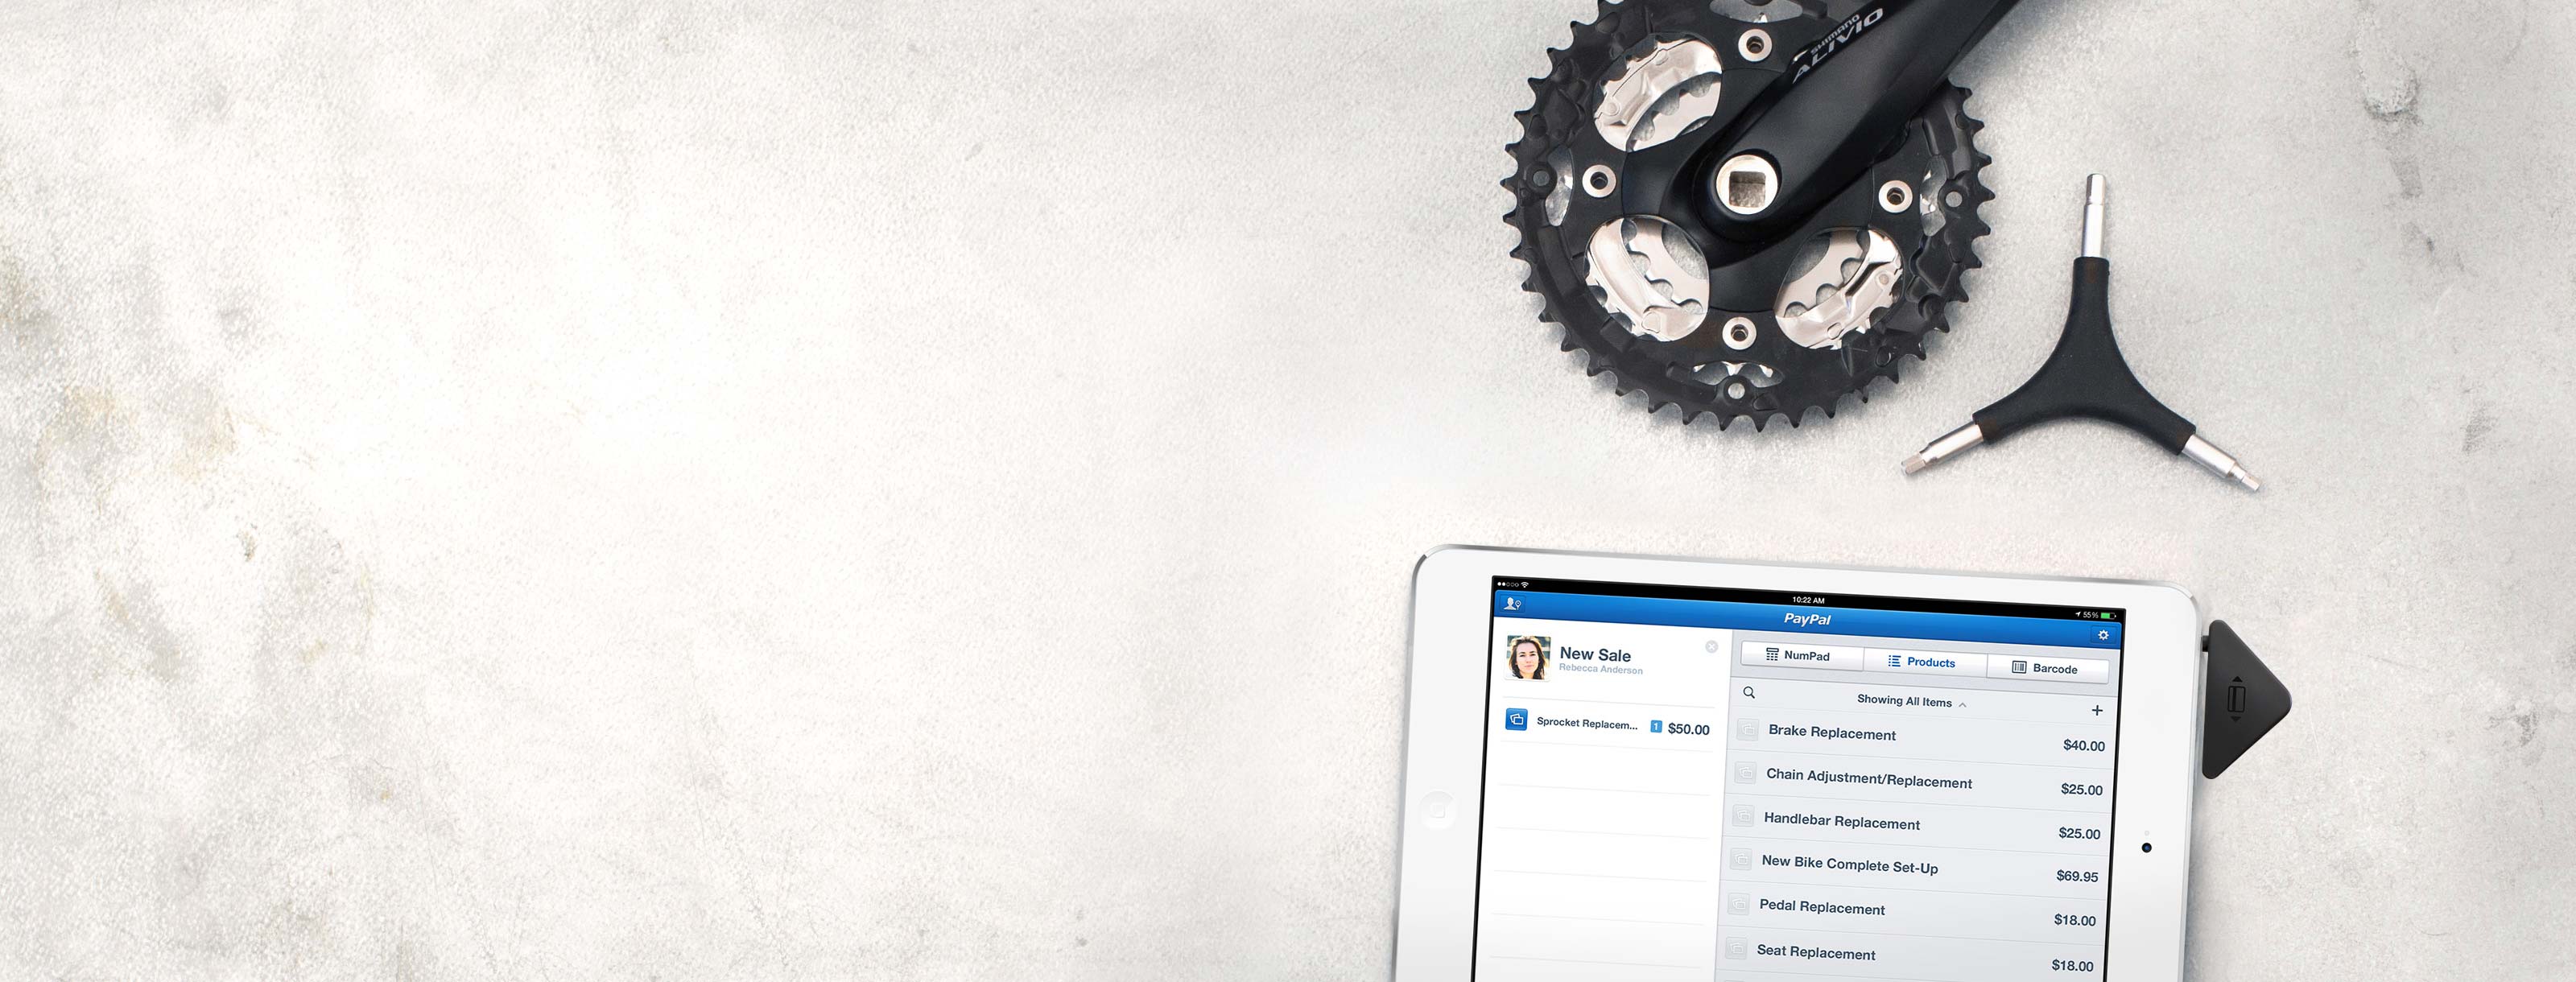 SHIMANO
ALIVIO
10:22 AM
55%
PayPal
New Sale
Rebecca Anderson
Sprocket Replacem... 1 $50.00
NumPad
Products
Barcode
Showing All Items
Brake Replacement $40.00
Chain Adjustment/Replacement $25.00
Handlebar Replacement $25.00
New Bike Complete Set-Up $69.95
Pedal Replacement $18.00
Seat Replacement $18.00